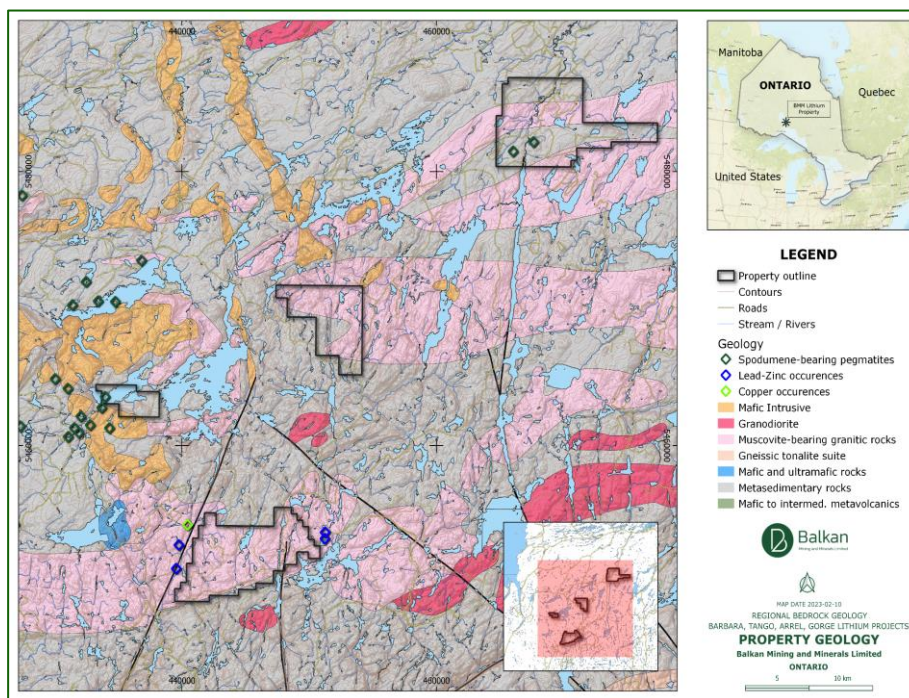 440000
460000
5480000
5480000
5460000
5460000
440000
460000
Manitoba
ONTARIO
Quebec
BMM Lithium
Property
United States
LEGEND
Property outline
Contours
Roads
Stream / Rivers
Geology
Spodumene-bearing pegmatites
Lead-Zinc occurences
Copper occurences
Mafic Intrusive
Granodiorite
Muscovite-bearing granitic rocks
Gneissic tonalite suite
Mafic and ultramafic rocks
Metasedimentary rocks
Mafic to intermed. metavolcanics
Balkan
Mining and Minerals Limited
MAP DATE 2023-02-10
REGIONAL BEDROCK GEOLOGY
BARBARA, TANGO, ARREL, GORGE LITHIUM PROJECTS
PROPERTY GEOLOGY
Balkan Mining and Minerals Limited
ONTARIO
5 10 km